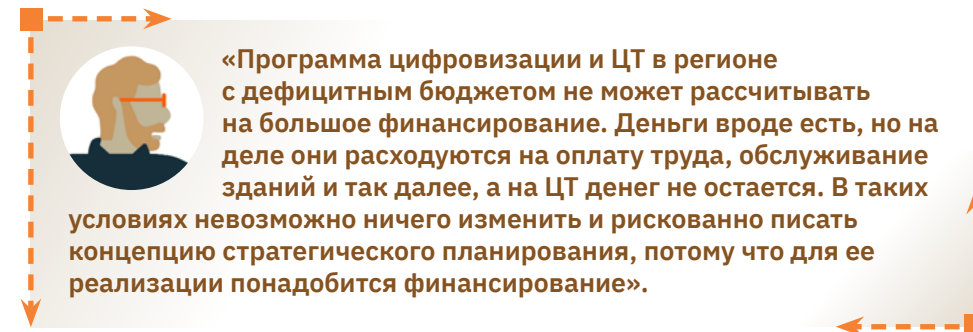 «Программа цифровизации и ЦТ в регионе
с дефицитным бюджетом не может рассчитывать
на большое финансирование. Деньги вроде есть, но на
деле они расходуются на оплату труда, обслуживание
зданий и так далее, а на ЦТ денег не остается. В таких
условиях невозможно ничего изменить и рискованно писать
концепцию стратегического планирования, потому что для ее
реализации понадобится финансирование».